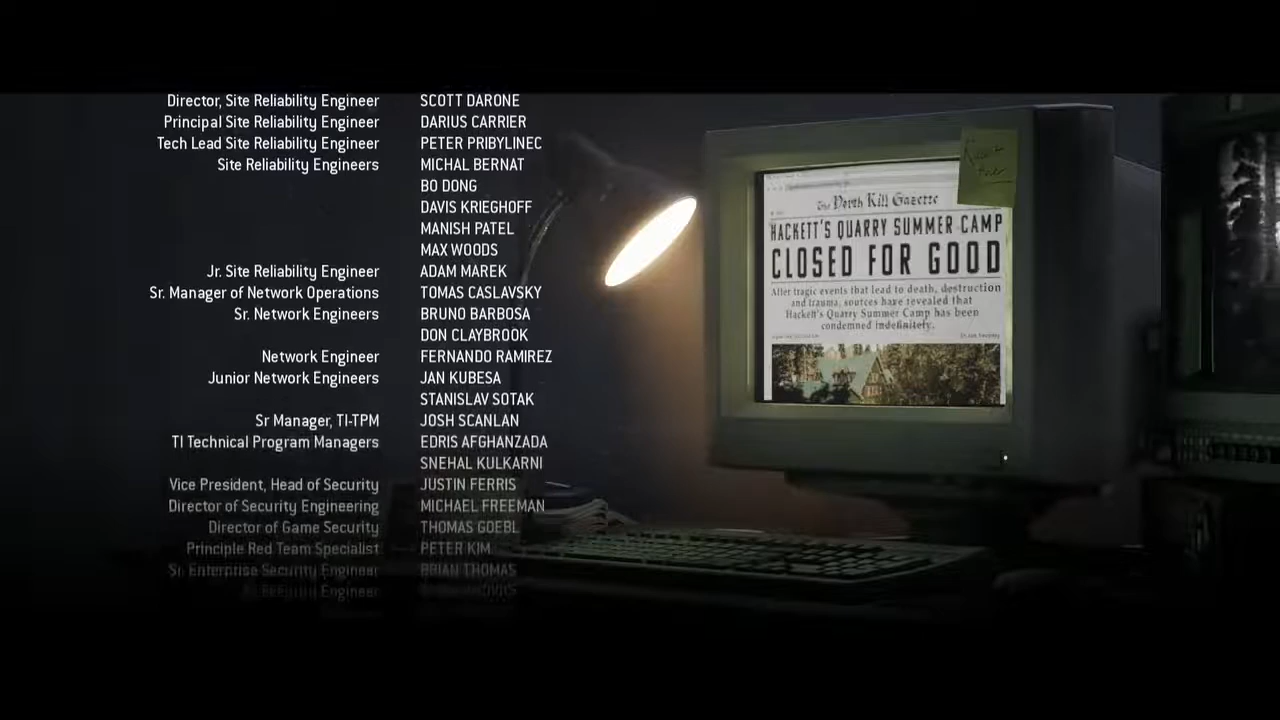 Director, Site Reliability Engineer SCOTT DARONE
Principal Site Reliability Engineer DARIUS CARRIER
Tech Lead Site Reliability Engineer PETER PRIBYLINEC
Site Reliability Engineers MICHAL BERNAT
BO DONG
DAVIS KRIEGHOFF
MANISH PATEL
MAX WOODS
Jr. Site Reliability Engineer ADAM MAREK
Sr. Manager of Network Operations TOMAS CASLAVSKY
Sr. Network Engineers BRUNO BARBOSA
DON CLAYBROOK
Network Engineer FERNANDO RAMIREZ
Junior Network Engineers JAN KUBESA
STANISLAV SOTAK
Sr Manager, TI-TPM JOSH SCANLAN
TI Technical Program Managers EDRIS AFGHANZADA
SNEHAL KULKARNI
Vice President, Head of Security JUSTIN FERRIS
Director of Security Engineering MICHAEL FREEMAN
Director of Game Security THOMAS GOEBL
Principle Red Team Specialist PETER KIM
Sr. Enterprise Security Engineer BRIAN THOMAS
Security Engineer
The North Kill Gazette
HACKETT'S QUARRY SUMMER CAMP
CLOSED FOR GOOD
After tragic events that lead to death, destruction
and trauma, sources have revealed that
Hackett's Quarry Summer Camp has been
condemned indefinitely.